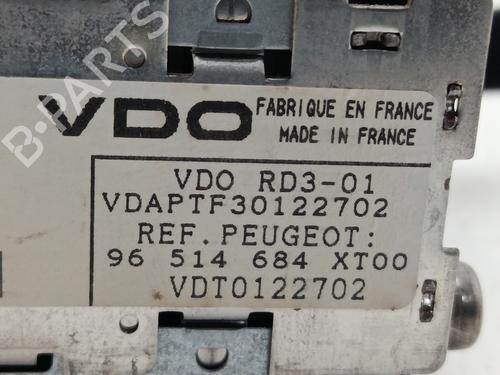 B-PARTS
VDO
FABRIQUE EN FRANCE
MADE IN FRANCE
VDO RD3-01
VDAPTF30122702
REF. PEUGEOT:
96 514 684 XT00
VDT0122702